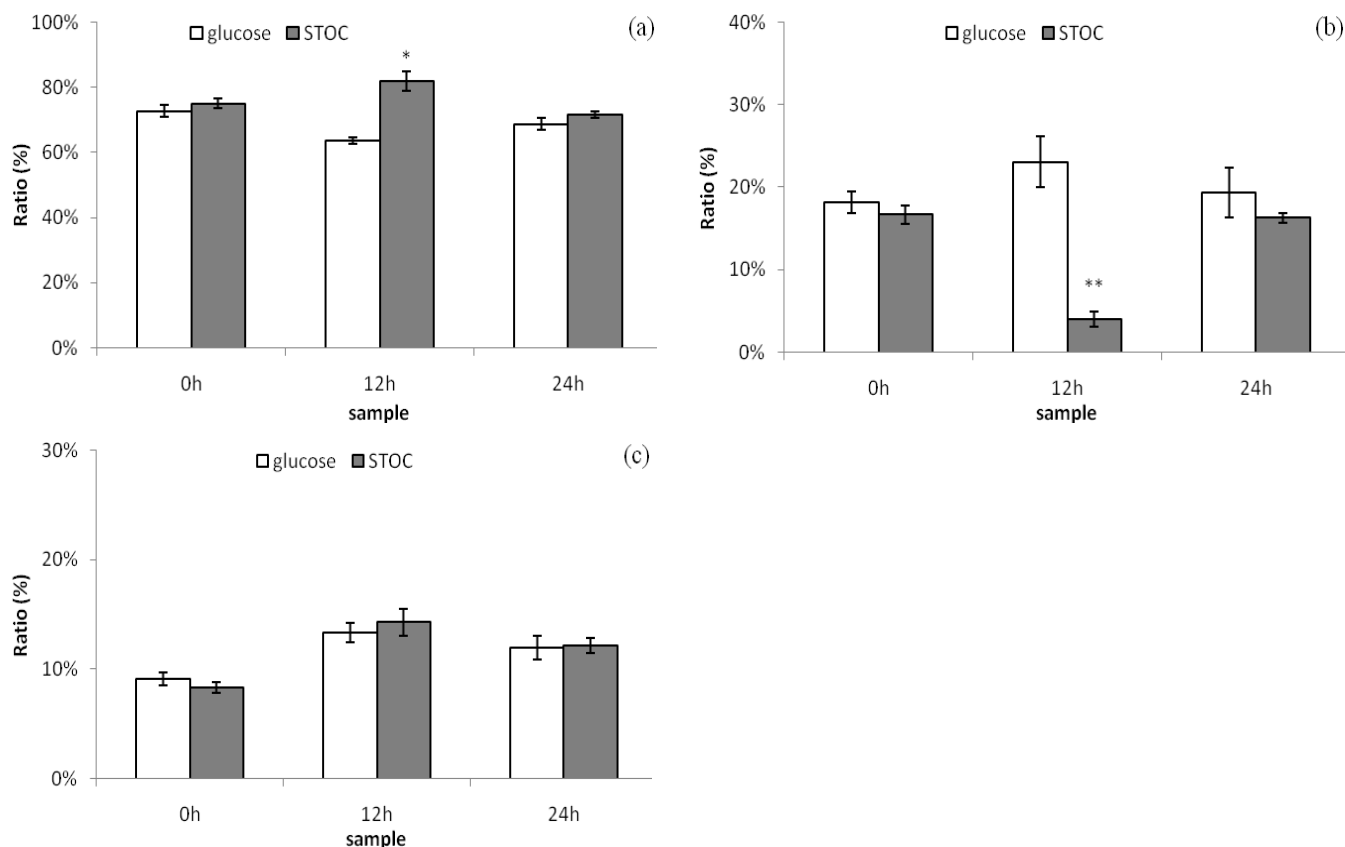 100%
glucose STOC
(a)
*
80%
60%
Ratio (%)
40%
20%
0%
0h 12h 24h
sample
40%
glucose STOC
(b)
30%
20%
Ratio (%)
10%
**
0%
0h 12h 24h
sample
30%
glucose STOC
(c)
20%
Ratio (%)
10%
0%
0h 12h 24h
sample